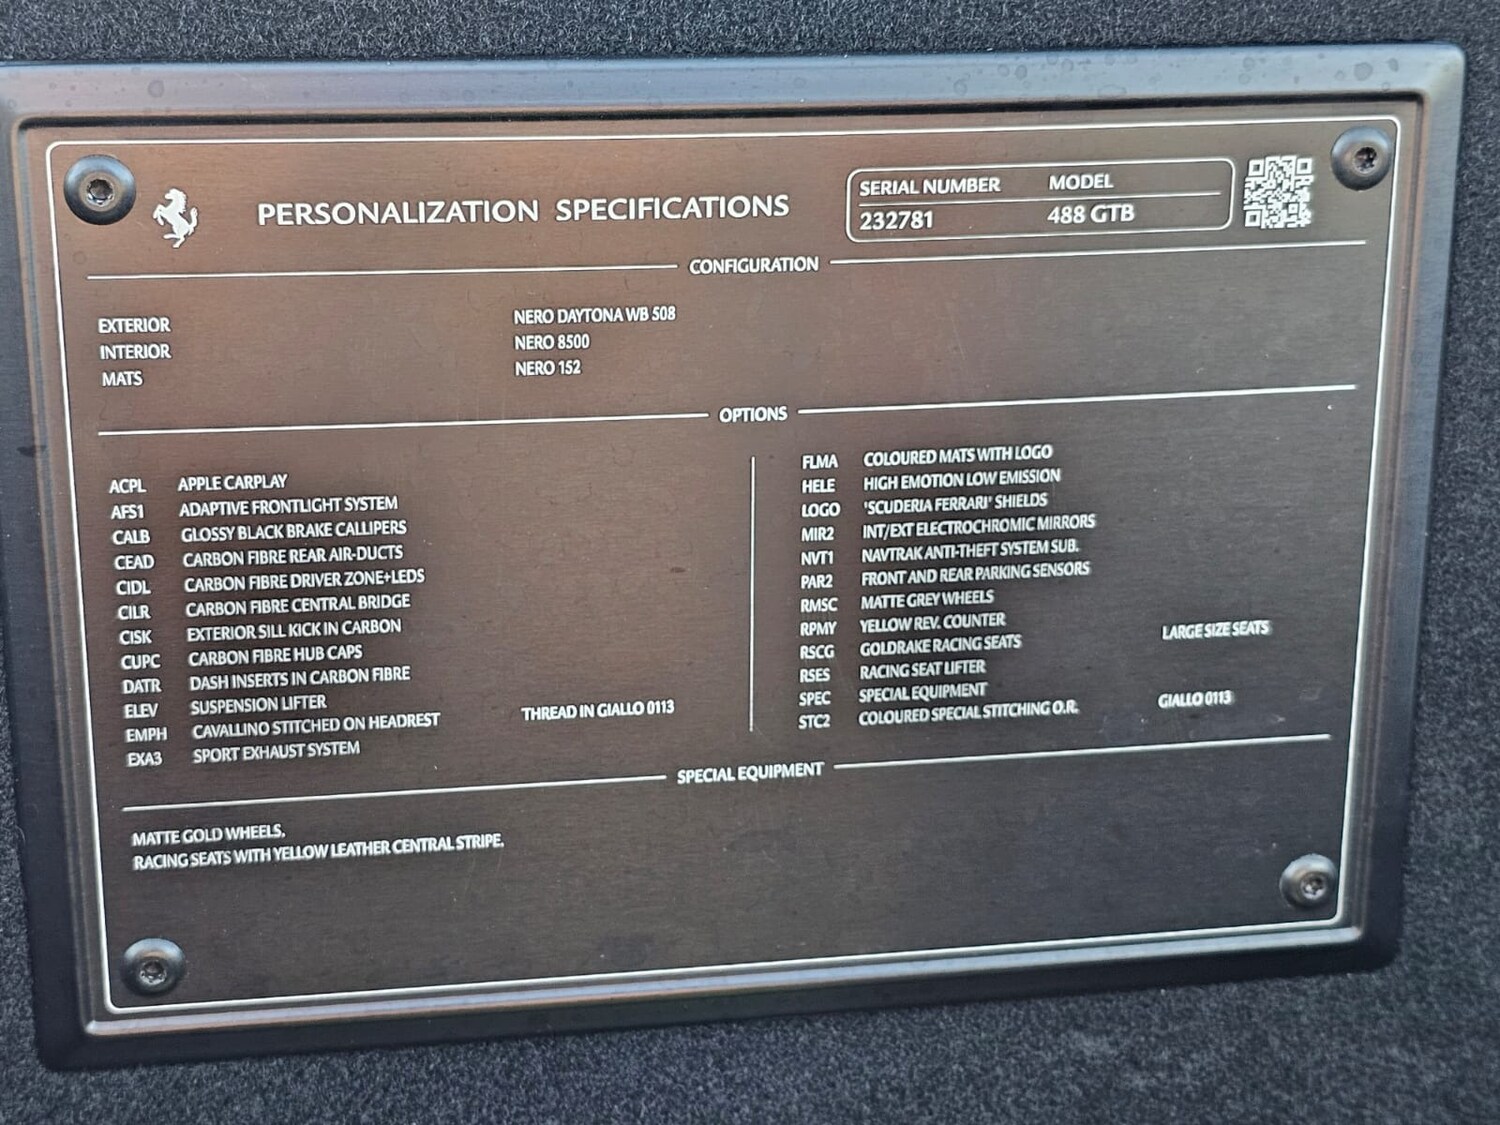 PERSONALIZATION SPECIFICATIONS
SERIAL NUMBER MODEL
232781 488 GTB
CONFIGURATION
EXTERIOR NERO DAYTONA WB 508
INTERIOR NERO 8500
MATS NERO 152
OPTIONS
ACPL APPLE CARPLAY
AFS1 ADAPTIVE FRONTLIGHT SYSTEM
CALB GLOSSY BLACK BRAKE CALLIPERS
CEAD CARBON FIBRE REAR AIR-DUCTS
CIDL CARBON FIBRE DRIVER ZONE+LEDS
CILR CARBON FIBRE CENTRAL BRIDGE
CISK EXTERIOR SILL KICK IN CARBON
CUPC CARBON FIBRE HUB CAPS
DATR DASH INSERTS IN CARBON FIBRE
ELEV SUSPENSION LIFTER
EMPH CAVALLINO STITCHED ON HEADREST THREAD IN GIALLO 0113
EXA3 SPORT EXHAUST SYSTEM
FLMA COLOURED MATS WITH LOGO
HELE HIGH EMOTION LOW EMISSION
LOGO 'SCUDERIA FERRARI' SHIELDS
MIR2 INT/EXT ELECTROCHROMIC MIRRORS
NVT1 NAVTRAK ANTI-THEFT SYSTEM SUB.
PAR2 FRONT AND REAR PARKING SENSORS
RMSC MATTE GREY WHEELS
RPMY YELLOW REV. COUNTER
RSCG GOLDRAKE RACING SEATS LARGE SIZE SEATS
RSES RACING SEAT LIFTER
SPEC SPECIAL EQUIPMENT
STC2 COLOURED SPECIAL STITCHING O.R. GIALLO 0113
SPECIAL EQUIPMENT
MATTE GOLD WHEELS.
RACING SEATS WITH YELLOW LEATHER CENTRAL STRIPE.